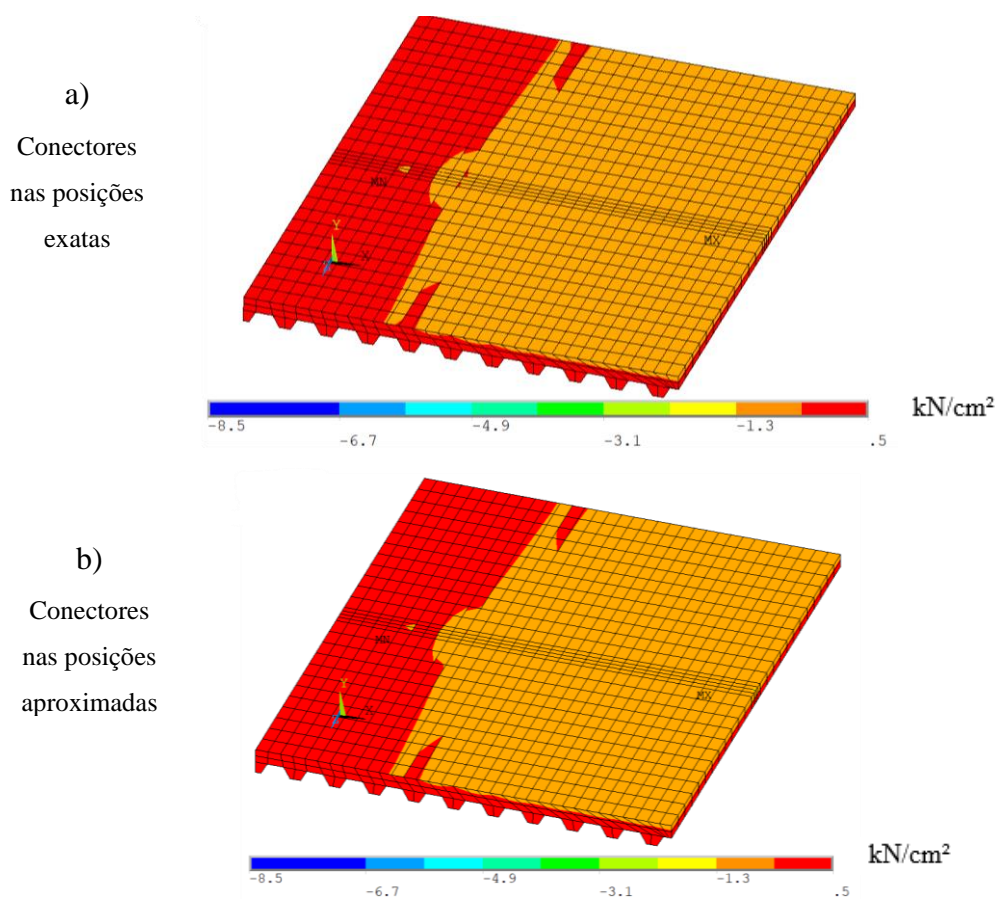 a)
Conectores
nas posições
exatas
MN
Y
X
Z
MX
kN/cm²
-8.5 -4.9 -1.3
-6.7 -3.1 .5
b)
Conectores
nas posições
aproximadas
MN
Y
X
MX
kN/cm²
-8.5 -4.9 -1.3
-6.7 -3.1 .5